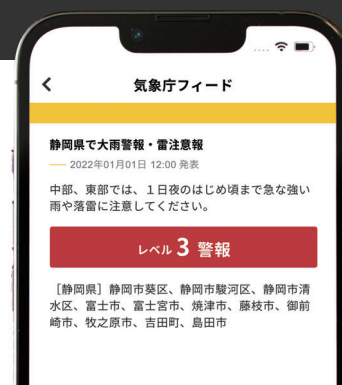 気象庁フィード
静岡県で大雨警報・雷注意報
2022年01月01日 12:00 発表
中部、東部では、１日夜のはじめ頃まで急な強い
雨や落雷に注意してください。
レベル 3 警報
［静岡県］静岡市葵区、静岡市駿河区、静岡市清
水区、富士市、富士宮市、焼津市、藤枝市、御前
崎市、牧之原市、吉田町、島田市